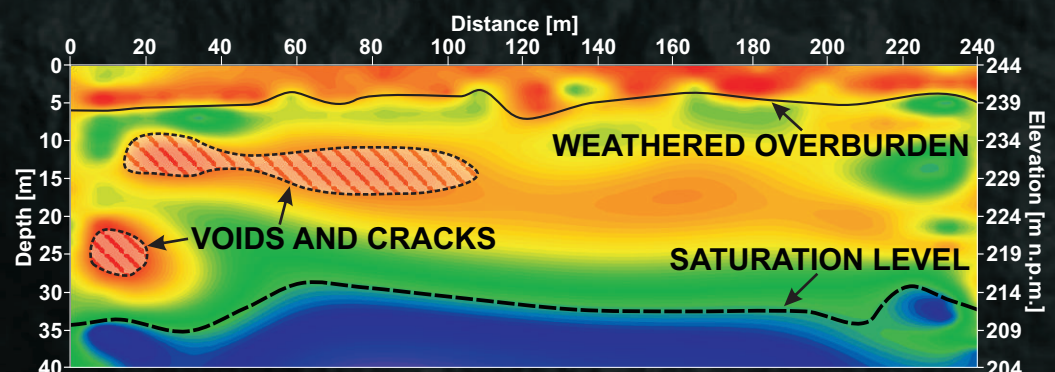 Distance [m]
0 20 40 60 80 100 120 140 160 180 200 220 240
Depth [m]
0
5
10
15
20
25
30
35
40
WEATHERED OVERBURDEN
VOIDS AND CRACKS
SATURATION LEVEL
244
239
234
229
224
219
214
209
204
Elevation [m n.p.m.]